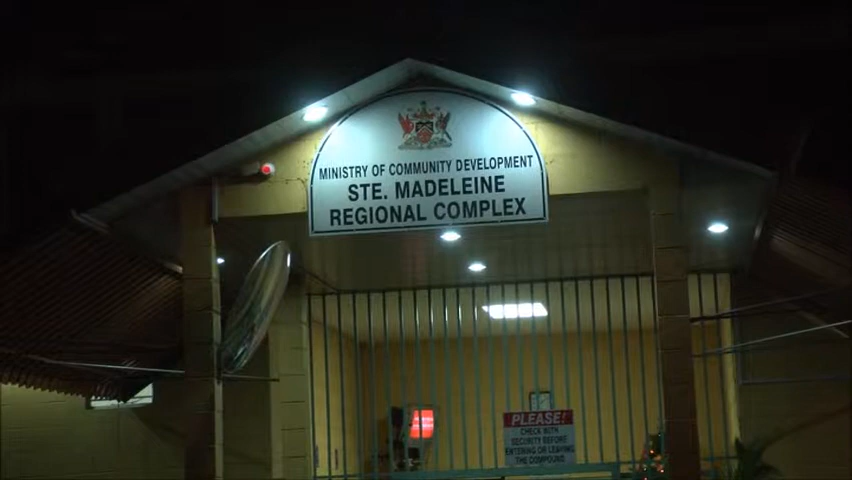 MINISTRY OF COMMUNITY DEVELOPMENT
STE. MADELEINE
REGIONAL COMPLEX
PLEASE!
CHECK WITH
SECURITY BEFORE
ENTERING OR LEAVING
THE COMPOUND